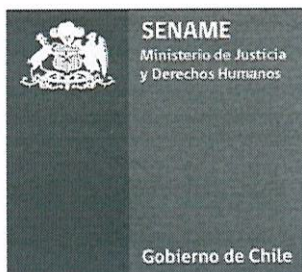 SENAME
Ministerio de Justicia
y Derechos Humanos
Gobierno de Chile